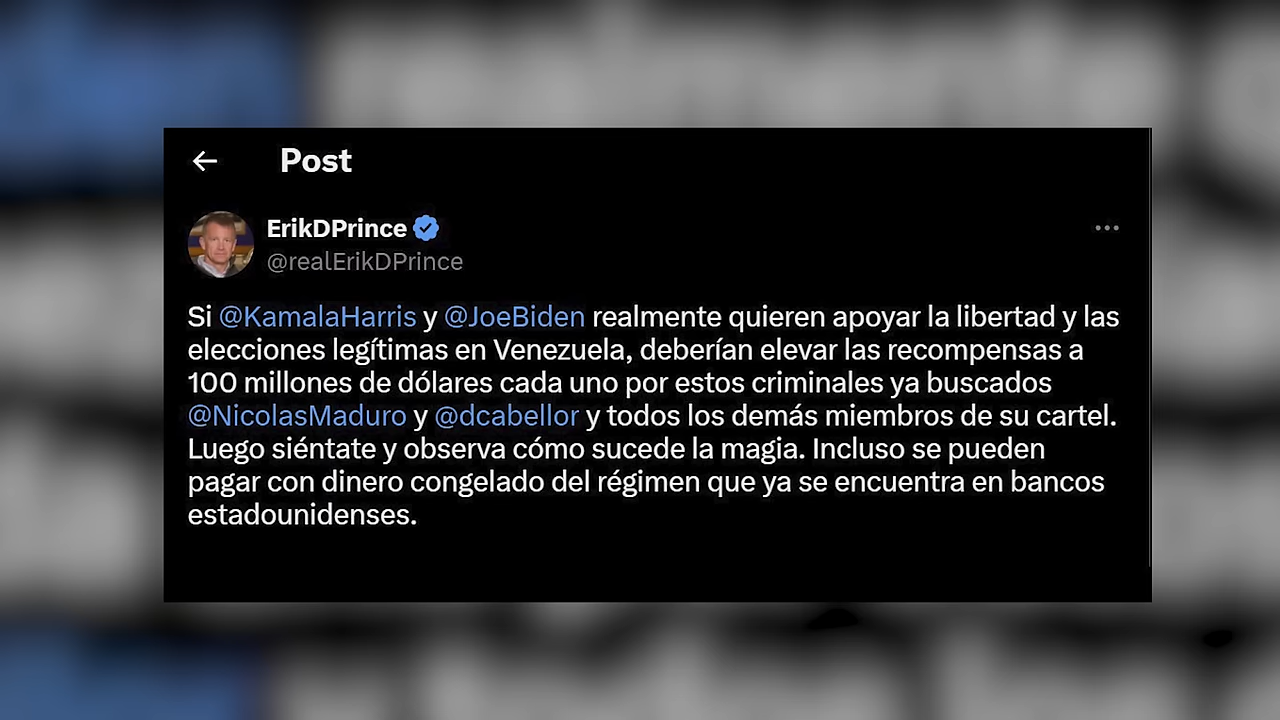 Post
ErikDPrince
@realErikDPrince
Si @KamalaHarris y @JoeBiden realmente quieren apoyar la libertad y las
elecciones legítimas en Venezuela, deberían elevar las recompensas a
100 millones de dólares cada uno por estos criminales ya buscados
@NicolasMaduro y @dcabellor y todos los demás miembros de su cartel.
Luego siéntate y observa cómo sucede la magia. Incluso se pueden
pagar con dinero congelado del régimen que ya se encuentra en bancos
estadounidenses.